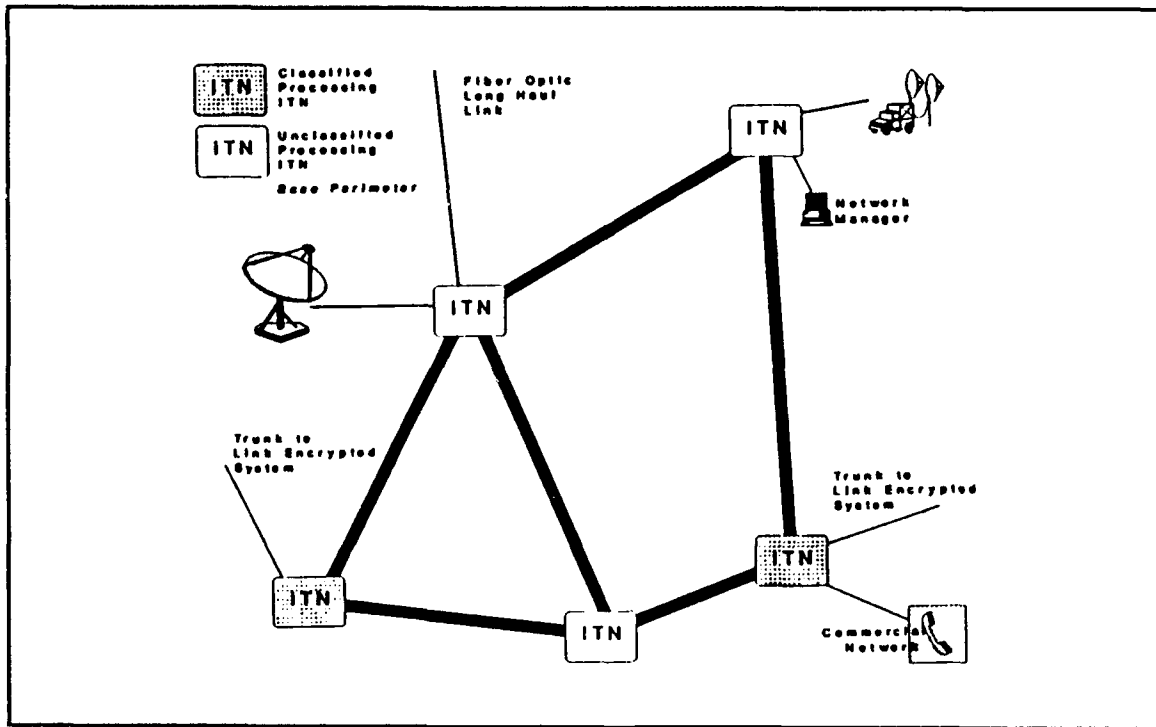 ITN
Classified
Processing
ITN
ITN
Unclassified
Processing
ITN
Base Perimeter
Fiber Optic
Long Haul
Link
ITN
Network
Manager
ITN
Trunk to
Link Encrypted
System
Trunk to
Link Encrypted
System
ITN
ITN
ITN
Commercial
Network